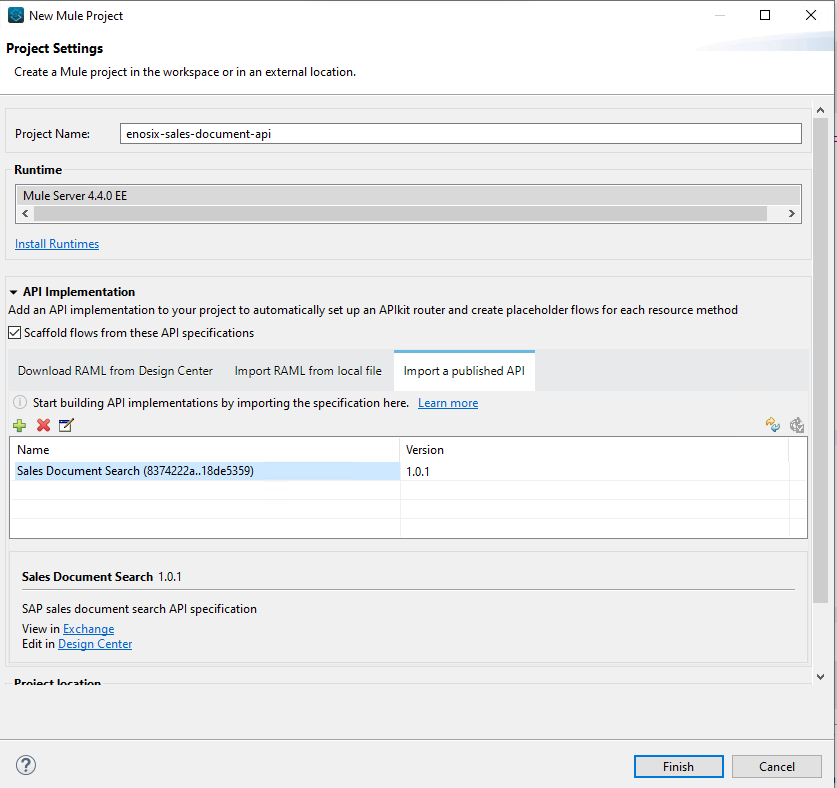 New Mule Project
Project Settings
Create a Mule project in the workspace or in an external location.
Project Name: enosix-sales-document-api
Runtime
Mule Server 4.4.0 EE
Install Runtimes
API Implementation
Add an API implementation to your project to automatically set up an APIkit router and create placeholder flows for each resource method
Scaffold flows from these API specifications
Download RAML from Design Center Import RAML from local file Import a published API
Start building API implementations by importing the specification here. Learn more
Name Version
Sales Document Search (8374222a..18de5359) 1.0.1
Sales Document Search 1.0.1
SAP sales document search API specification
View in Exchange
Edit in Design Center
Project location
Finish Cancel